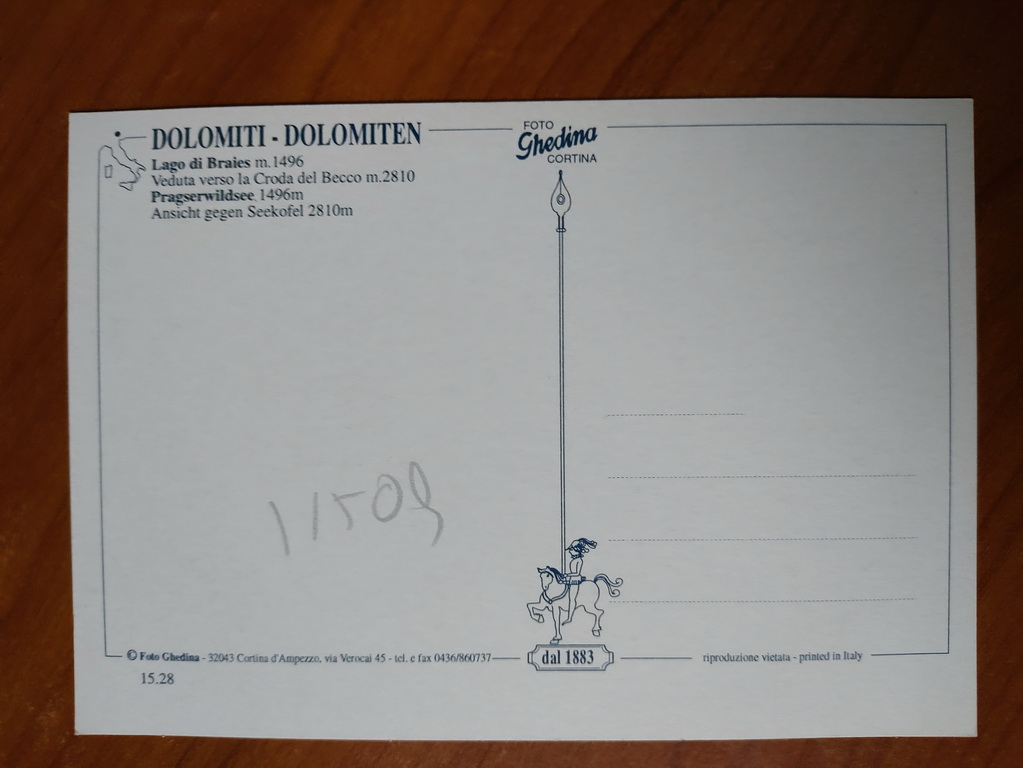 DOLOMITI - DOLOMITEN
Lago di Braies m.1496
Veduta verso la Croda del Becco m.2810
Pragserwildsee 1496m
Ansicht gegen Seekofel 2810m
FOTO
Ghedina
CORTINA
11509
© Foto Ghedina - 32043 Cortina d'Ampezzo, via Verocai 45 - tel. e fax 0436/860737
dal 1883
riproduzione vietata - printed in Italy
15.28